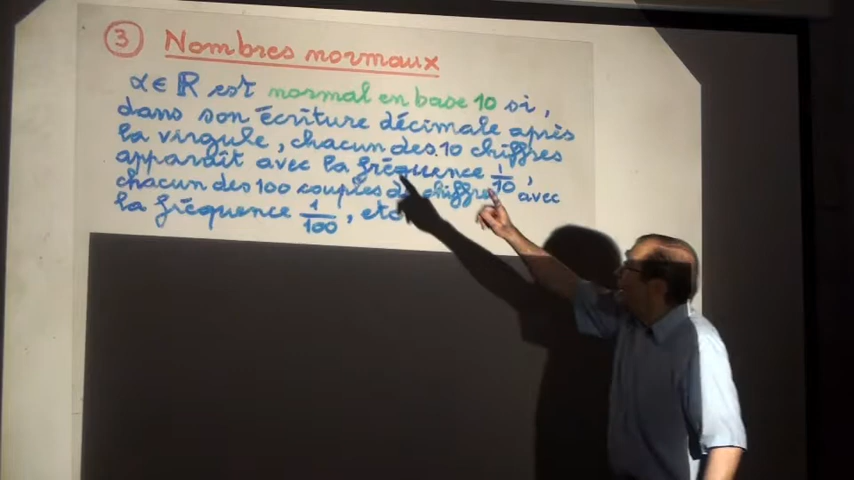 ③ Nombres normaux
α ∈ ℝ est normal en base 10 si,
dans son écriture décimale après
la virgule, chacun des 10 chiffres
apparaît avec la fréquence 1/10,
chacun des 100 couples de chiffres avec
la fréquence 1/100, etc